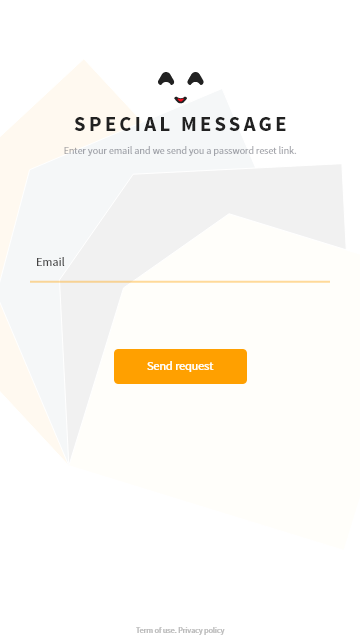 SPECIAL MESSAGE
Enter your email and we send you a password reset link.
Email
Send request
Term of use. Privacy policy